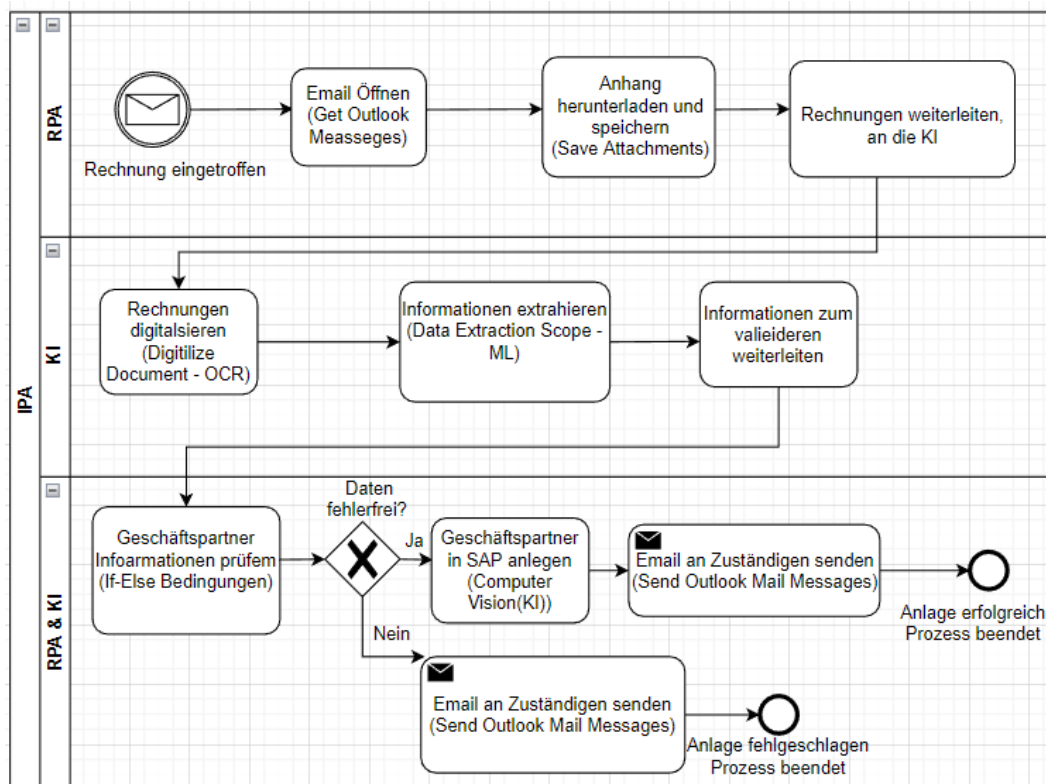 IPA
RPA
Rechnung eingetroffen
Email Öffnen
(Get Outlook
Measseges)
Anhang
herunterladen und
speichern
(Save Attachments)
Rechnungen weiterleiten,
an die KI
KI
Rechnungen
digitalsieren
(Digitilize
Document - OCR)
Informationen extrahieren
(Data Extraction Scope -
ML)
Informationen zum
valieideren
weiterleiten
RPA & KI
Geschäftspartner
Infoarmationen prüfem
(If-Else Bedingungen)
Daten
fehlerfrei?
Ja
Geschäftspartner
in SAP anlegen
(Computer
Vision(KI))
Email an Zuständigen senden
(Send Outlook Mail Messages)
Anlage erfolgreich
Prozess beendet
Nein
Email an Zuständigen senden
(Send Outlook Mail Messages)
Anlage fehlgeschlagen
Prozess beendet